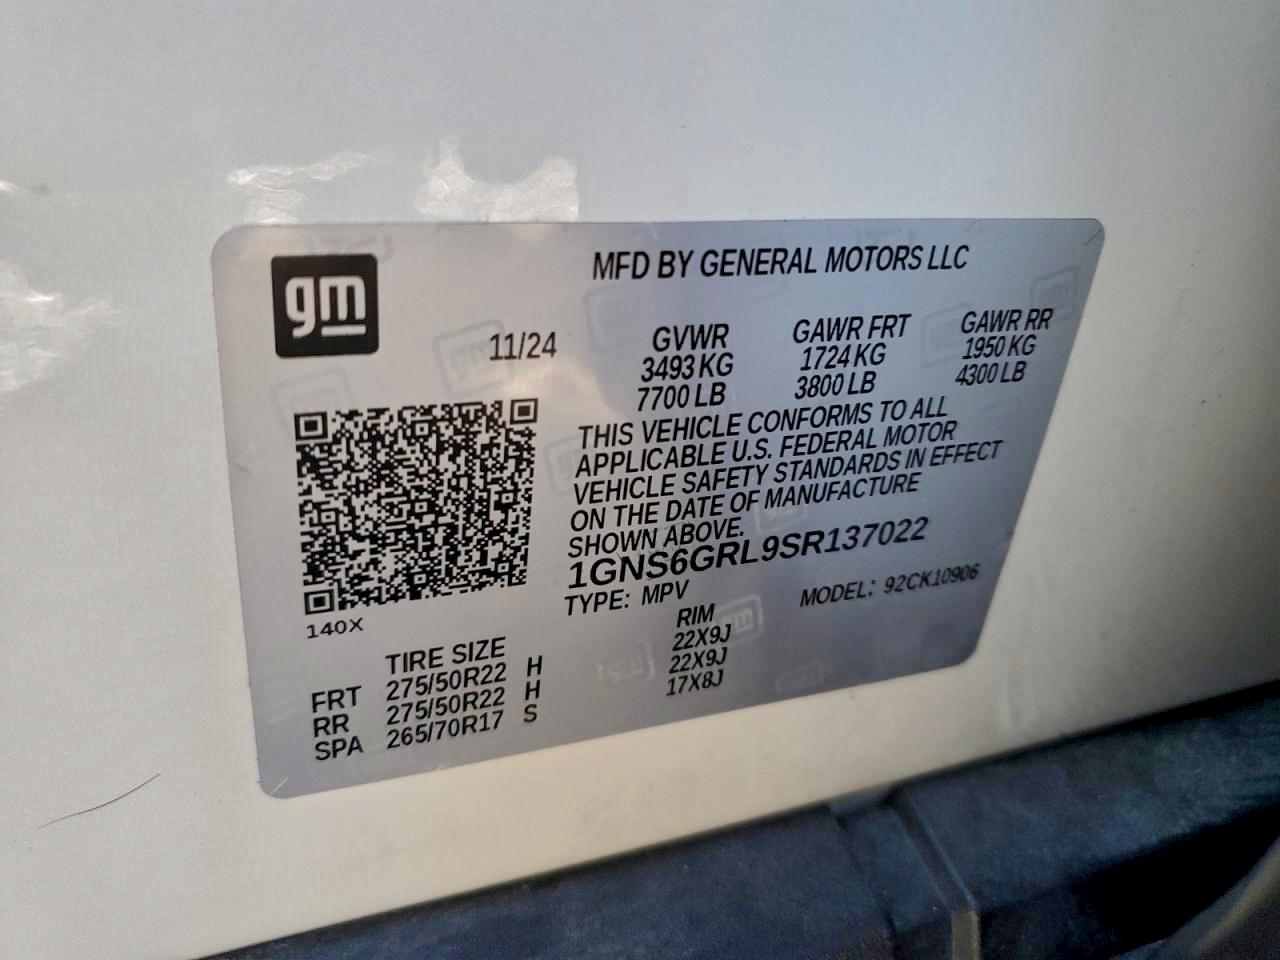 gm
MFD BY GENERAL MOTORS LLC
11/24
GVWR GAWR FRT GAWR RR
3493 KG 1724 KG 1950 KG
7700 LB 3800 LB 4300 LB
THIS VEHICLE CONFORMS TO ALL
APPLICABLE U.S. FEDERAL MOTOR
VEHICLE SAFETY STANDARDS IN EFFECT
ON THE DATE OF MANUFACTURE
SHOWN ABOVE.
1GNS6GRL9SR137022
TYPE: MPV MODEL: 92CK10906
140X
TIRE SIZE RIM
FRT 275/50R22 H 22X9J
RR 275/50R22 H 22X9J
SPA 265/70R17 S 17X8J